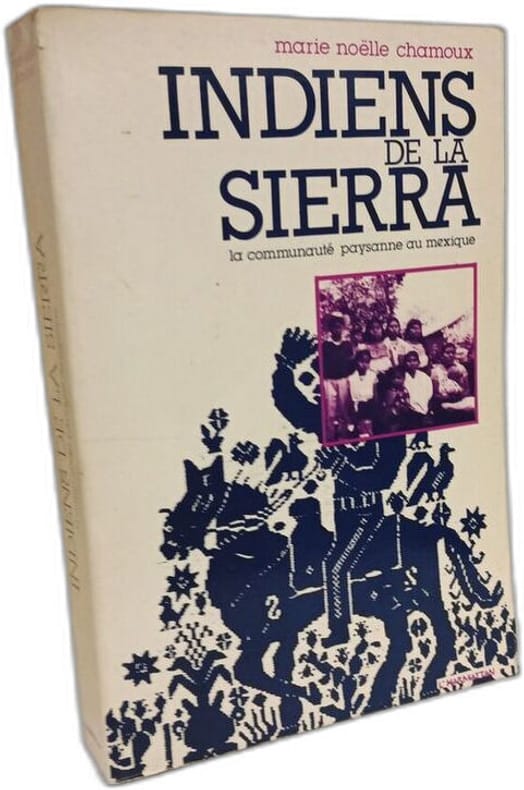 marie noëlle chamoux
INDIENS
DE LA
SIERRA
la communauté paysanne au mexique
L'HARMATTAN
INDIENS DE LA SIERRA